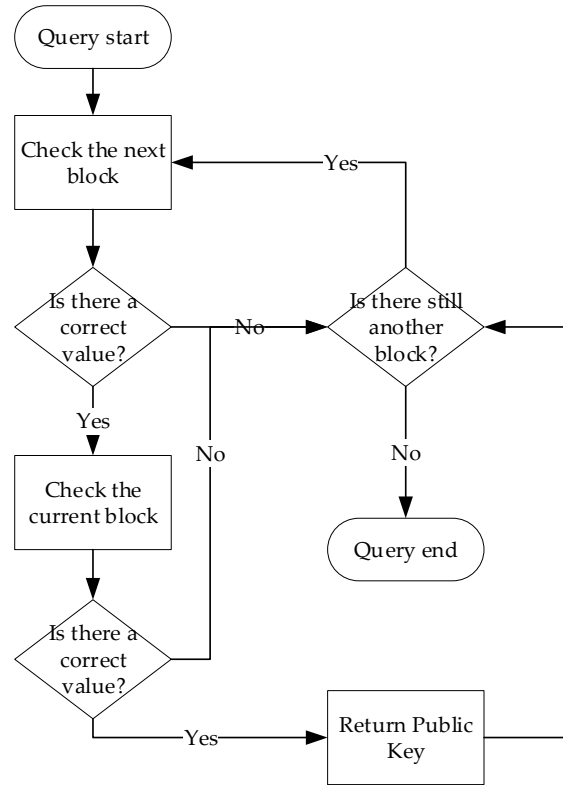 Query start
Check the next
block
Yes
Is there a
correct
value?
No
Is there still
another
block?
Yes
No
No
Check the
current block
Query end
Is there a
correct
value?
Yes
Return Public
Key